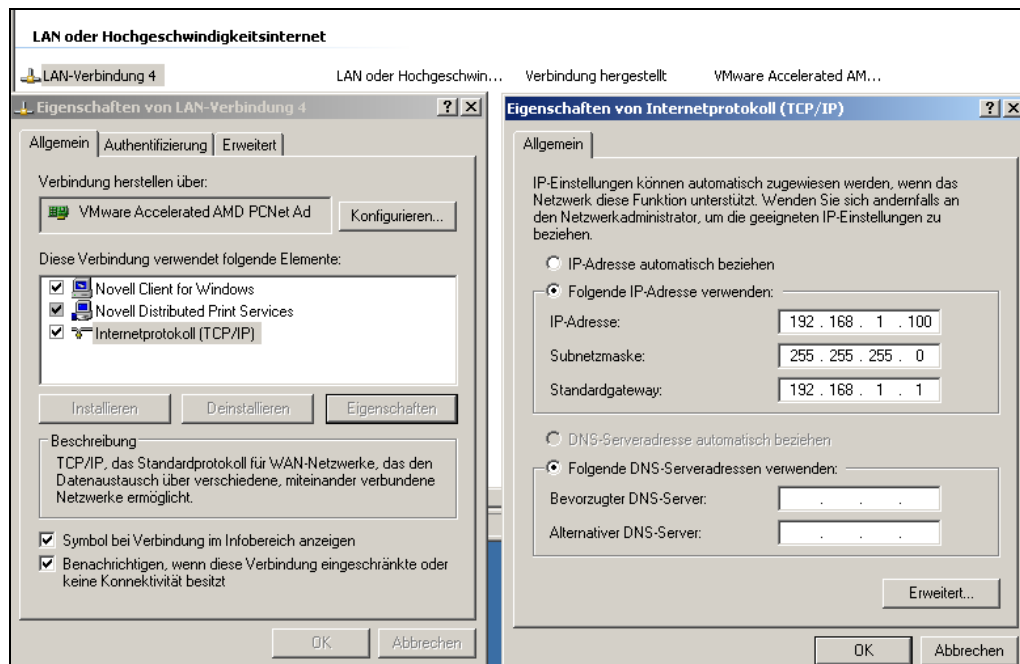 LAN oder Hochgeschwindigkeitsinternet
LAN-Verbindung 4 LAN oder Hochgeschwin... Verbindung hergestellt VMware Accelerated AM...
Eigenschaften von LAN-Verbindung 4
Allgemein Authentifizierung Erweitert
Verbindung herstellen über:
VMware Accelerated AMD PCNet Ad Konfigurieren...
Diese Verbindung verwendet folgende Elemente:
Novell Client for Windows
Novell Distributed Print Services
Internetprotokoll (TCP/IP)
Installieren Deinstallieren Eigenschaften
Beschreibung
TCP/IP, das Standardprotokoll für WAN-Netzwerke, das den
Datenaustausch über verschiedene, miteinander verbundene
Netzwerke ermöglicht.
Symbol bei Verbindung im Infobereich anzeigen
Benachrichtigen, wenn diese Verbindung eingeschränkte oder
keine Konnektivität besitzt
OK Abbrechen
Eigenschaften von Internetprotokoll (TCP/IP)
Allgemein
IP-Einstellungen können automatisch zugewiesen werden, wenn das
Netzwerk diese Funktion unterstützt. Wenden Sie sich andernfalls an
den Netzwerkadministrator, um die geeigneten IP-Einstellungen zu
beziehen.
IP-Adresse automatisch beziehen
Folgende IP-Adresse verwenden:
IP-Adresse: 192 . 168 . 1 . 100
Subnetzmaske: 255 . 255 . 255 . 0
Standardgateway: 192 . 168 . 1 . 1
DNS-Serveradresse automatisch beziehen
Folgende DNS-Serveradressen verwenden:
Bevorzugter DNS-Server: . . .
Alternativer DNS-Server: . . .
Erweitert...
OK Abbrechen